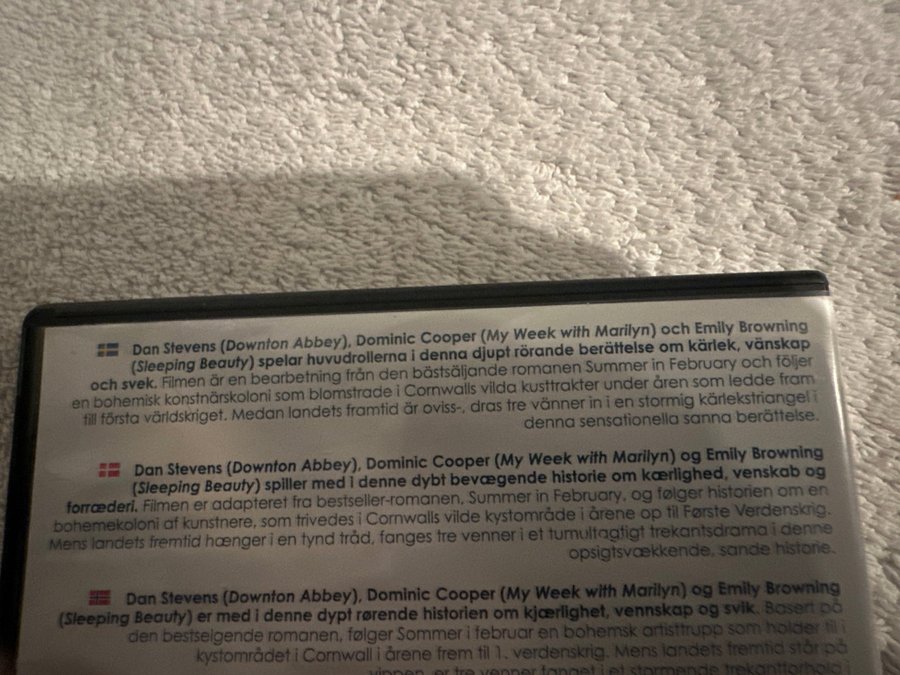 Dan Stevens (Downton Abbey), Dominic Cooper (My Week with Marilyn) och Emily Browning
(Sleeping Beauty) spelar huvudrollerna i denna djupt rörande berättelse om kärlek, vänskap
och svek. Filmen är en bearbetning från den bästsäljande romanen Summer in February och följer
en bohemisk konstnärskoloni som blomstrade i Cornwalls vilda kusttrakter under åren som ledde fram
till första världskriget. Medan landets framtid är oviss-, dras tre vänner in i en stormig kärlekstriangel i
denna sensationella sanna berättelse.
Dan Stevens (Downton Abbey), Dominic Cooper (My Week with Marilyn) og Emily Browning
(Sleeping Beauty) spiller med i denne dybt bevægende historie om kærlighed, venskab og
forræderi. Filmen er adapteret fra bestseller-romanen, Summer in February, og følger historien om en
bohemekoloni af kunstnere, som trivedes i Cornwalls vilde kystområde i årene op til Første Verdenskrig.
Mens landets fremtid hænger i en tynd tråd, fanges tre venner i et tumultagtigt trekantsdrama i denne
opsigtsvækkende, sande historie.
Dan Stevens (Downton Abbey), Dominic Cooper (My Week with Marilyn) og Emily Browning
(Sleeping Beauty) er med i denne dypt rørende historien om kjærlighet, vennskap og svik. Basert på
den bestselgende romanen, følger Sommer i februar en bohemsk artisttrupp som holder til i
kystområdet i Cornwall i årene frem til 1. verdenskrig. Mens landets fremtid står på
vippen, er tre venner fanget i et stormende trekantforhold i